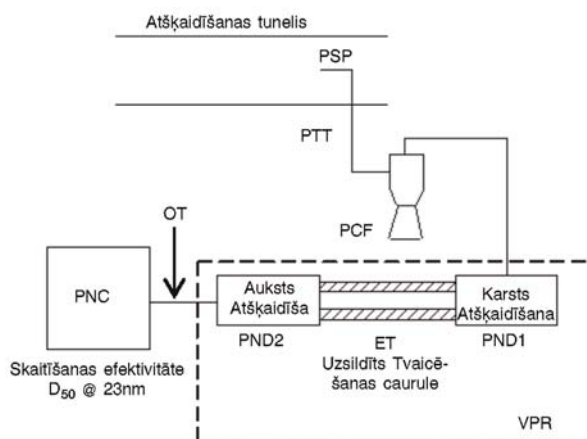 Atšķaidīšanas tunelis
PSP
PTT
PCF
OT
PNC
Auksts
Atšķaidīša
Karsts
Atšķaidīšana
PND2
ET
PND1
Uzsildīts Tvaicē-
šanas caurule
Skaitīšanas efektivitāte
D₅₀ @ 23nm
VPR